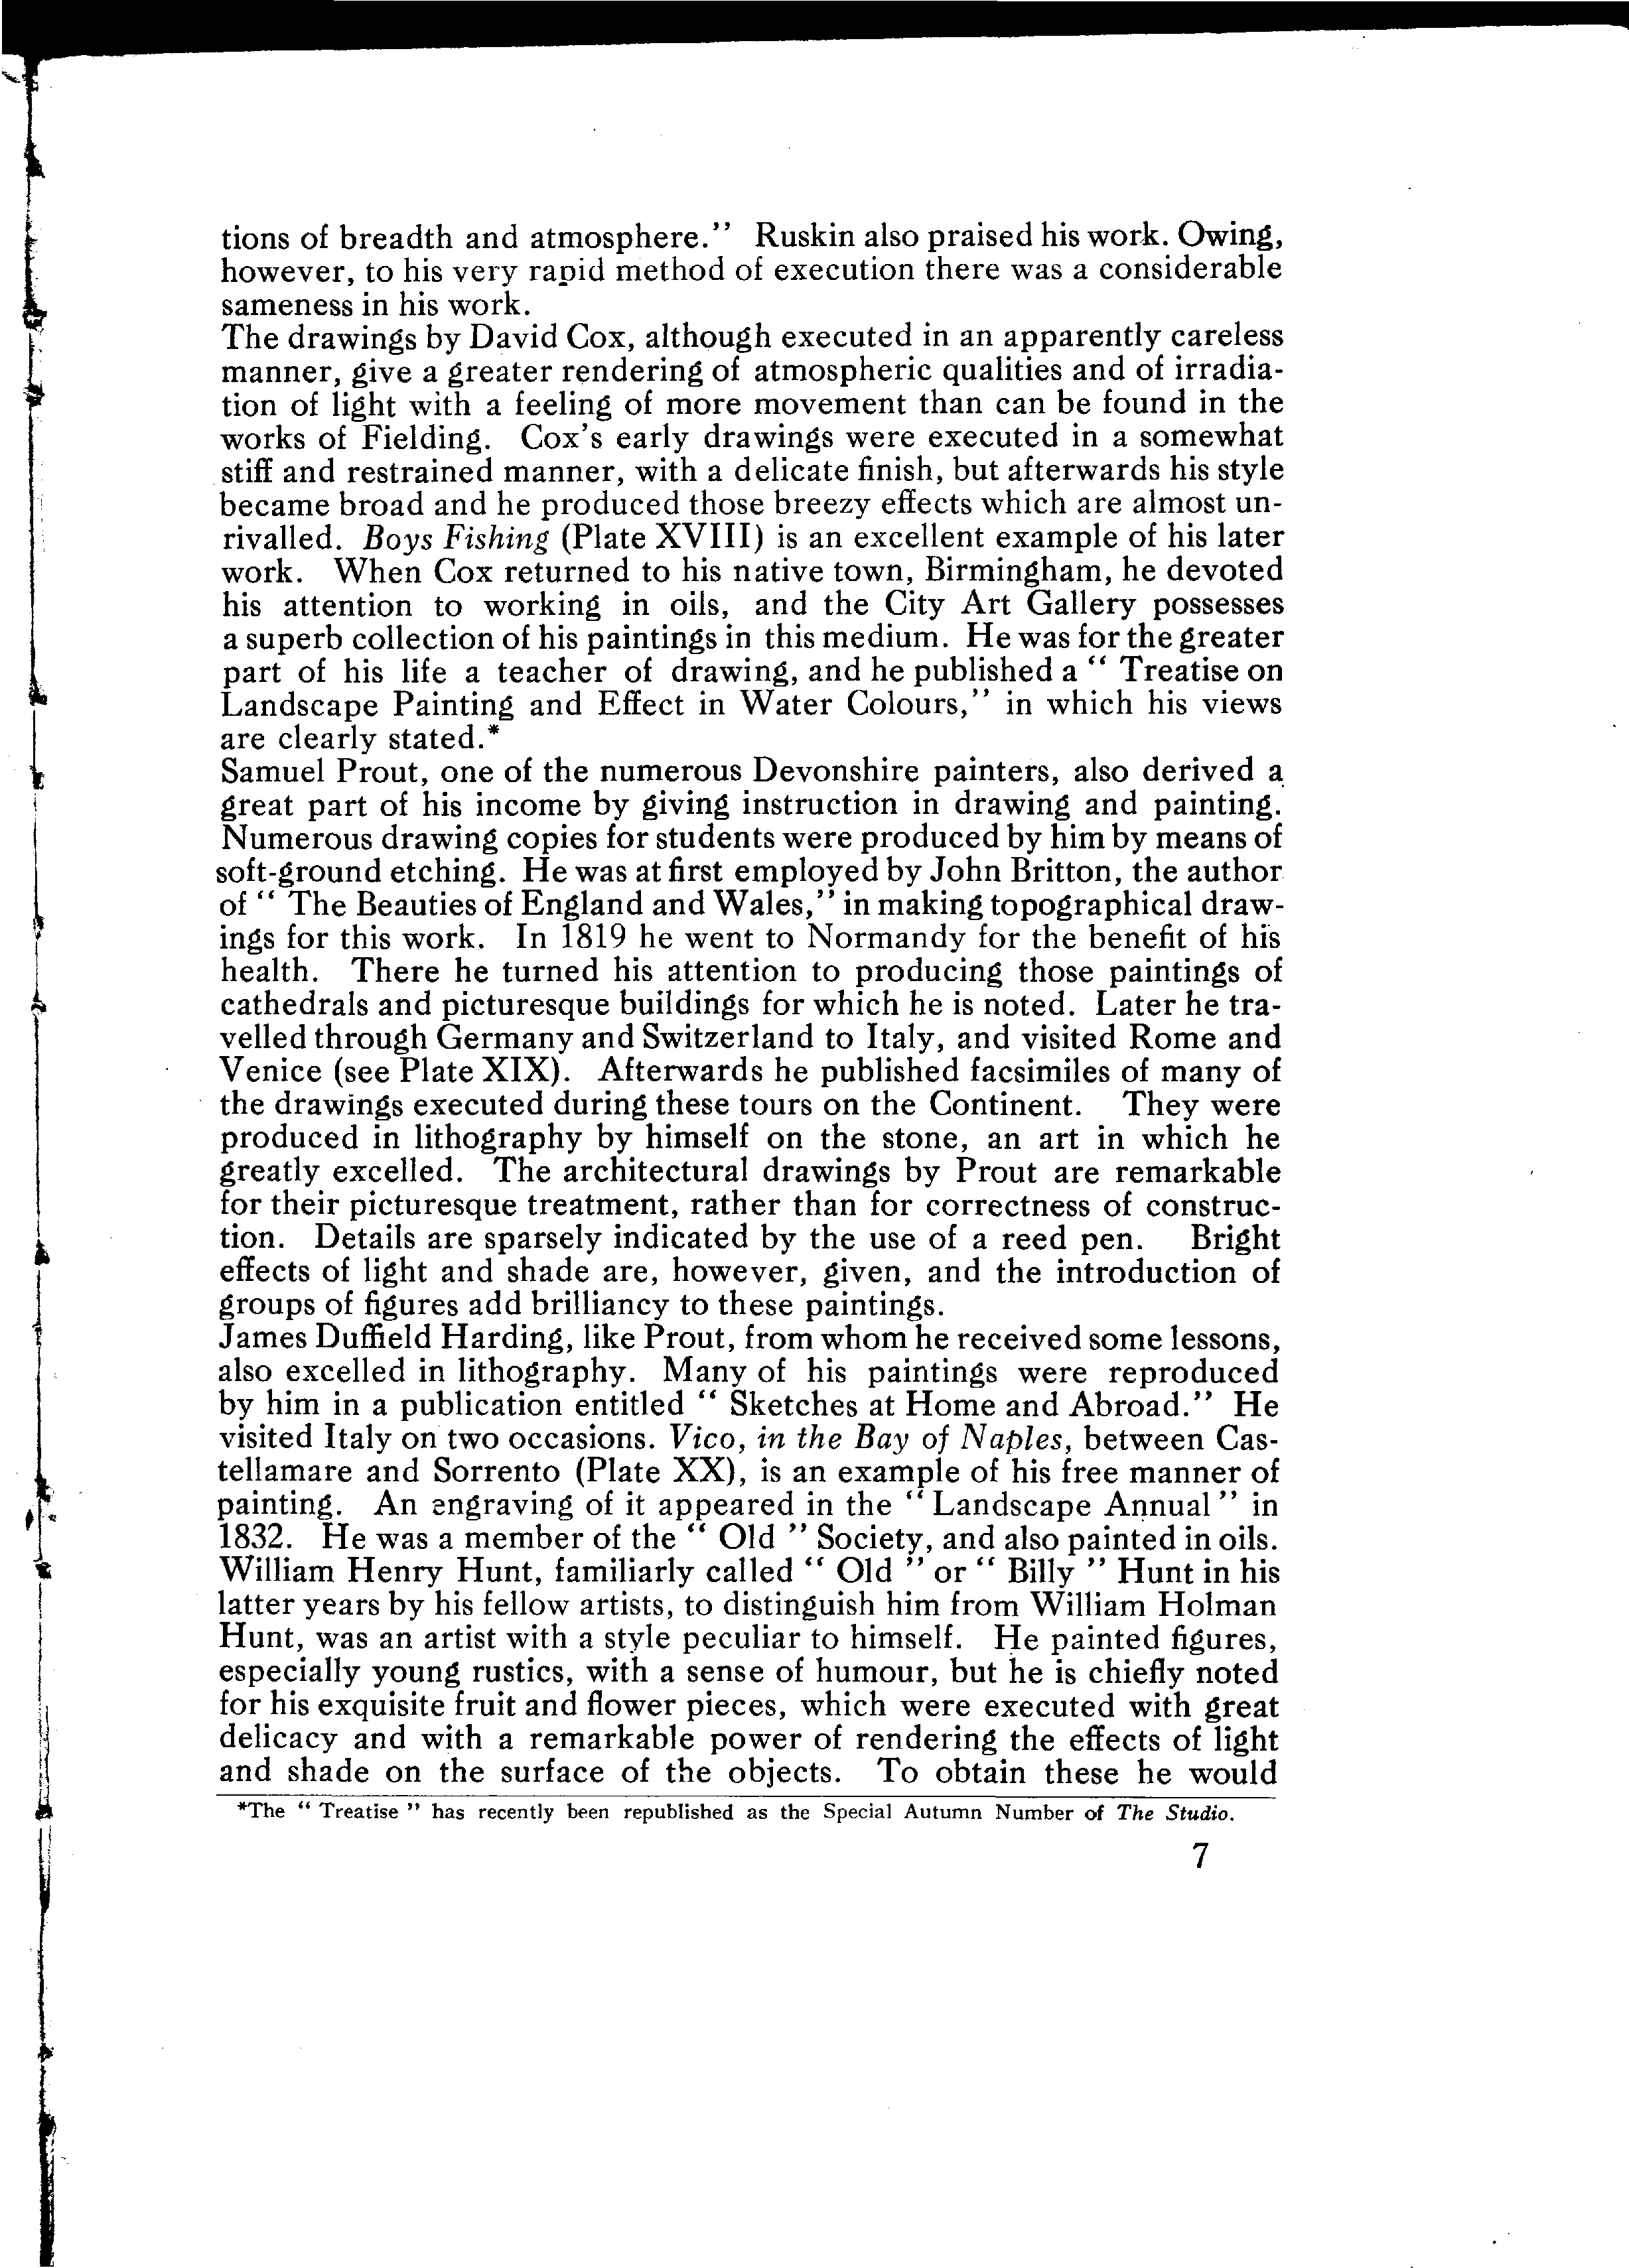 tions of breadth and atmosphere.” Ruskin also praised his work. Owing,
however, to his very rapid method of execution there was a considerable
sameness in his work.
The drawings by David Cox, although executed in an apparently careless
manner, give a greater rendering of atmospheric qualities and of irradia-
tion of light with a feeling of more movement than can be found in the
works of Fielding. Cox's early drawings were executed in a somewhat
stiff and restrained manner, with a delicate finish, but afterwards his style
became broad and he produced those breezy effects which are almost un-
rivalled. Boys Fishing (Plate XVIII) is an excellent example of his later
work. When Cox returned to his native town, Birmingham, he devoted
his attention to working in oils, and the City Art Gallery possesses
a superb collection of his paintings in this medium. He was for the greater
part of his life a teacher of drawing, and he published a “ Treatise on
Landscape Painting and Effect in Water Colours,” in which his views
are clearly stated.*
Samuel Prout, one of the numerous Devonshire painters, also derived a
great part of his income by giving instruction in drawing and painting.
Numerous drawing copies for students were produced by him by means of
soft-ground etching. He was at first employed by John Britton, the author
of “ The Beauties of England and Wales,” in making topographical draw-
ings for this work. In 1819 he went to Normandy for the benefit of his
health. There he turned his attention to producing those paintings of
cathedrals and picturesque buildings for which he is noted. Later he tra-
velled through Germany and Switzerland to Italy, and visited Rome and
Venice (see Plate XIX). Afterwards he published facsimiles of many of
the drawings executed during these tours on the Continent. They were
produced in lithography by himself on the stone, an art in which he
greatly excelled. The architectural drawings by Prout are remarkable
for their picturesque treatment, rather than for correctness of construc-
tion. Details are sparsely indicated by the use of a reed pen. Bright
effects of light and shade are, however, given, and the introduction of
groups of figures add brilliancy to these paintings.
James Duffield Harding, like Prout, from whom he received some lessons,
also excelled in lithography. Many of his paintings were reproduced
by him in a publication entitled “ Sketches at Home and Abroad.” He
visited Italy on two occasions. Vico, in the Bay of Naples, between Cas-
tellamare and Sorrento (Plate XX), is an example of his free manner of
painting. An engraving of it appeared in the “ Landscape Annual ” in
1832. He was a member of the “ Old ” Society, and also painted in oils.
William Henry Hunt, familiarly called “ Old ” or “ Billy ” Hunt in his
latter years by his fellow artists, to distinguish him from William Holman
Hunt, was an artist with a style peculiar to himself. He painted figures,
especially young rustics, with a sense of humour, but he is chiefly noted
for his exquisite fruit and flower pieces, which were executed with great
delicacy and with a remarkable power of rendering the effects of light
and shade on the surface of the objects. To obtain these he would
*The “ Treatise ” has recently been republished as the Special Autumn Number of The Studio.
7